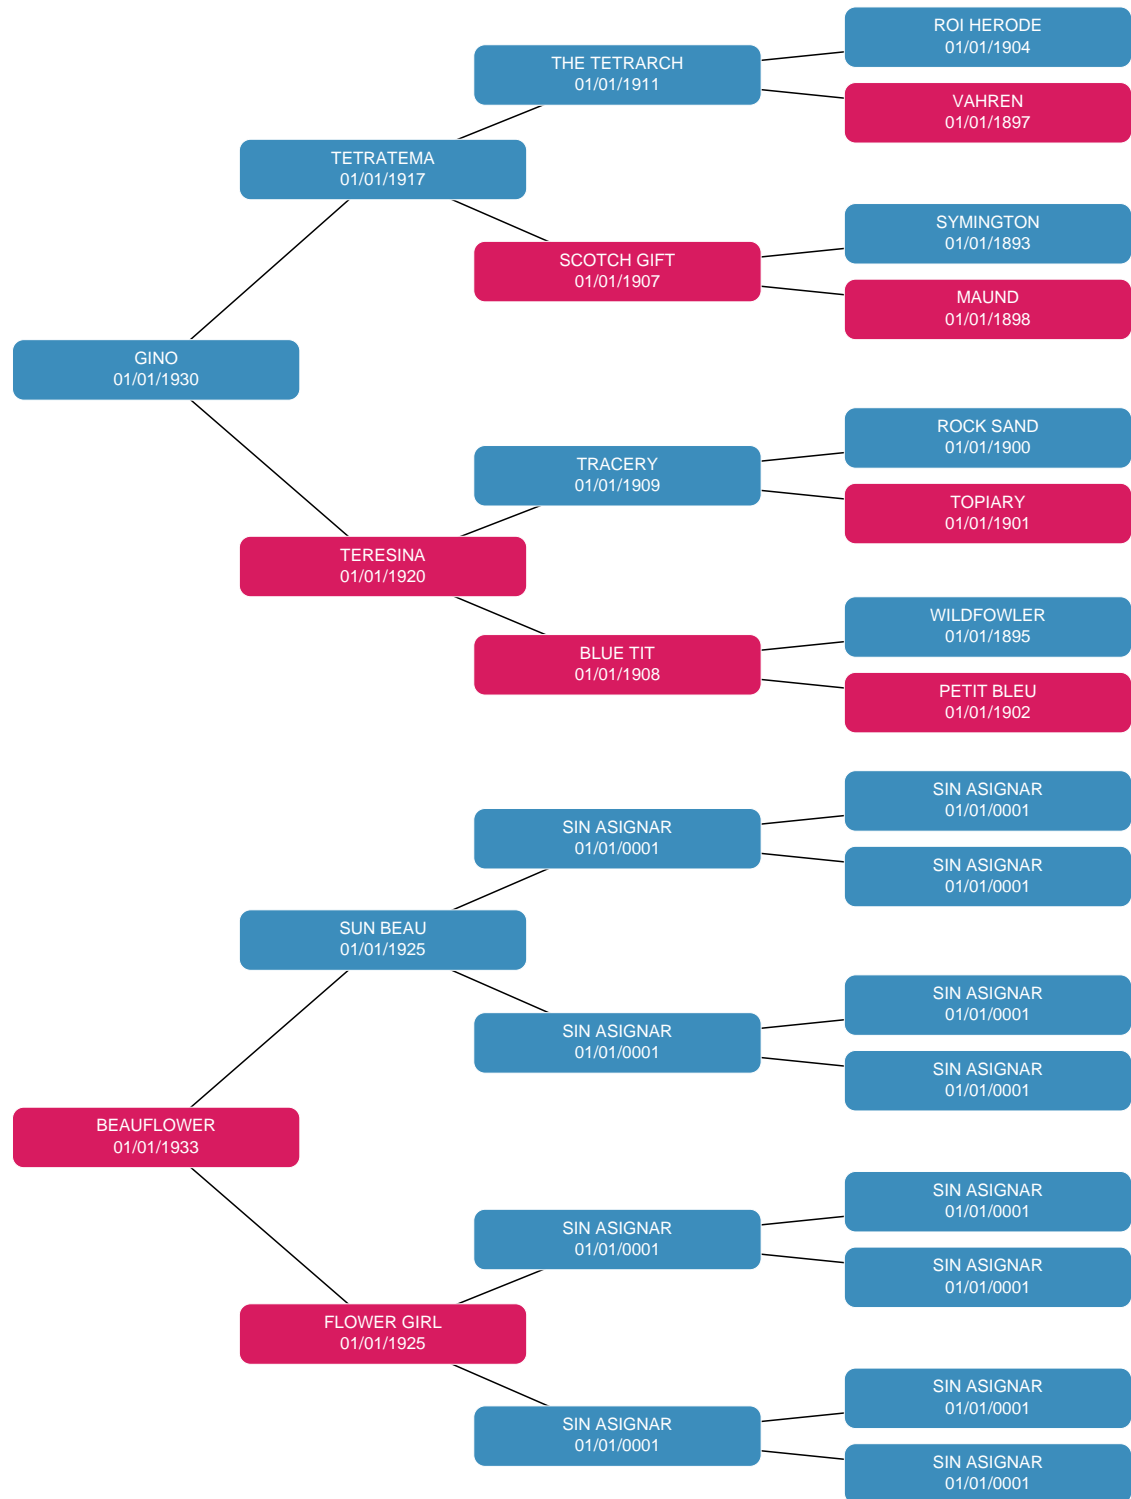 ROI HERODE
01/01/1904
THE TETRARCH
01/01/1911
VAHREN
01/01/1897
TETRATEMA
01/01/1917
SYMINGTON
01/01/1893
SCOTCH GIFT
01/01/1907
MAUND
01/01/1898
GINO
01/01/1930
ROCK SAND
01/01/1900
TRACERY
01/01/1909
TOPIARY
01/01/1901
TERESINA
01/01/1920
WILDFOWLER
01/01/1895
BLUE TIT
01/01/1908
PETIT BLEU
01/01/1902
SIN ASIGNAR
01/01/0001
SIN ASIGNAR
01/01/0001
SIN ASIGNAR
01/01/0001
SUN BEAU
01/01/1925
SIN ASIGNAR
01/01/0001
SIN ASIGNAR
01/01/0001
SIN ASIGNAR
01/01/0001
BEAUFLOWER
01/01/1933
SIN ASIGNAR
01/01/0001
SIN ASIGNAR
01/01/0001
SIN ASIGNAR
01/01/0001
FLOWER GIRL
01/01/1925
SIN ASIGNAR
01/01/0001
SIN ASIGNAR
01/01/0001
SIN ASIGNAR
01/01/0001